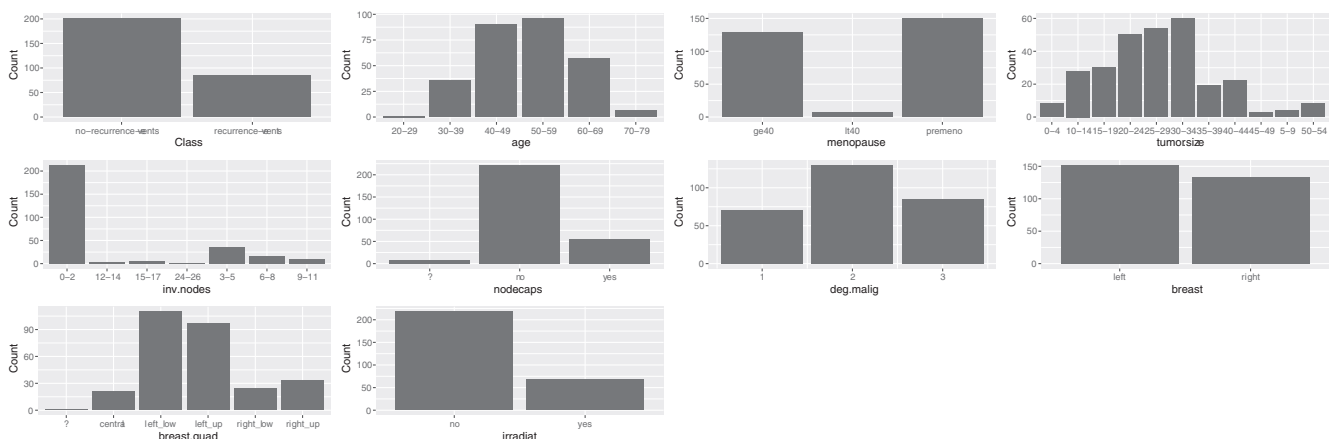 Count
200
150
100
50
0
no-recurrence-events
recurrence-events
Class
Count
100
75
50
25
0
20-29
30-39
40-49
50-59
60-69
70-79
age
Count
150
100
50
0
ge40
lt40
premeno
menopause
Count
60
40
20
0
0-4
10-14
15-19
20-24
25-29
30-34
35-39
40-44
45-49
5-9
50-54
tumorsize
Count
200
150
100
50
0
0-2
12-14
15-17
24-26
3-5
6-8
9-11
inv.nodes
Count
200
150
100
50
0
?
no
yes
nodecaps
Count
100
50
0
1
2
3
deg.malig
Count
150
100
50
0
left
right
breast
Count
90
60
30
0
?
central
left_low
left_up
right_low
right_up
breast.quad
Count
200
150
100
50
0
no
yes
irradiat